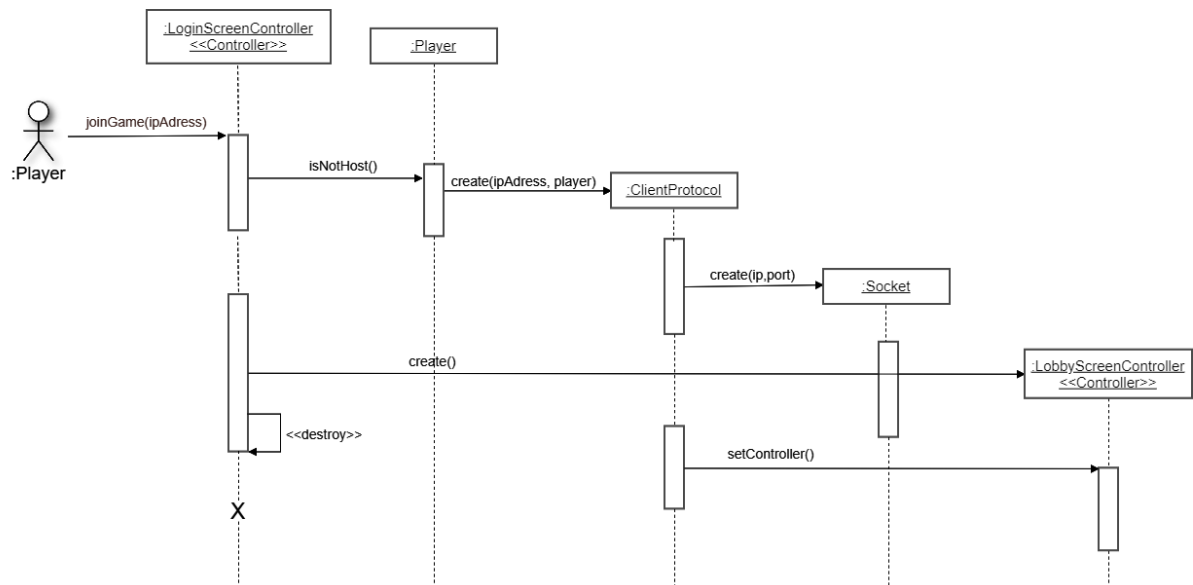 :LoginScreenController
<<Controller>>
:Player
joinGame(ipAdress)
:Player
isNotHost()
create(ipAdress, player)
:ClientProtocol
create(ip,port)
:Socket
create()
:LobbyScreenController
<<Controller>>
<<destroy>>
setController()
X